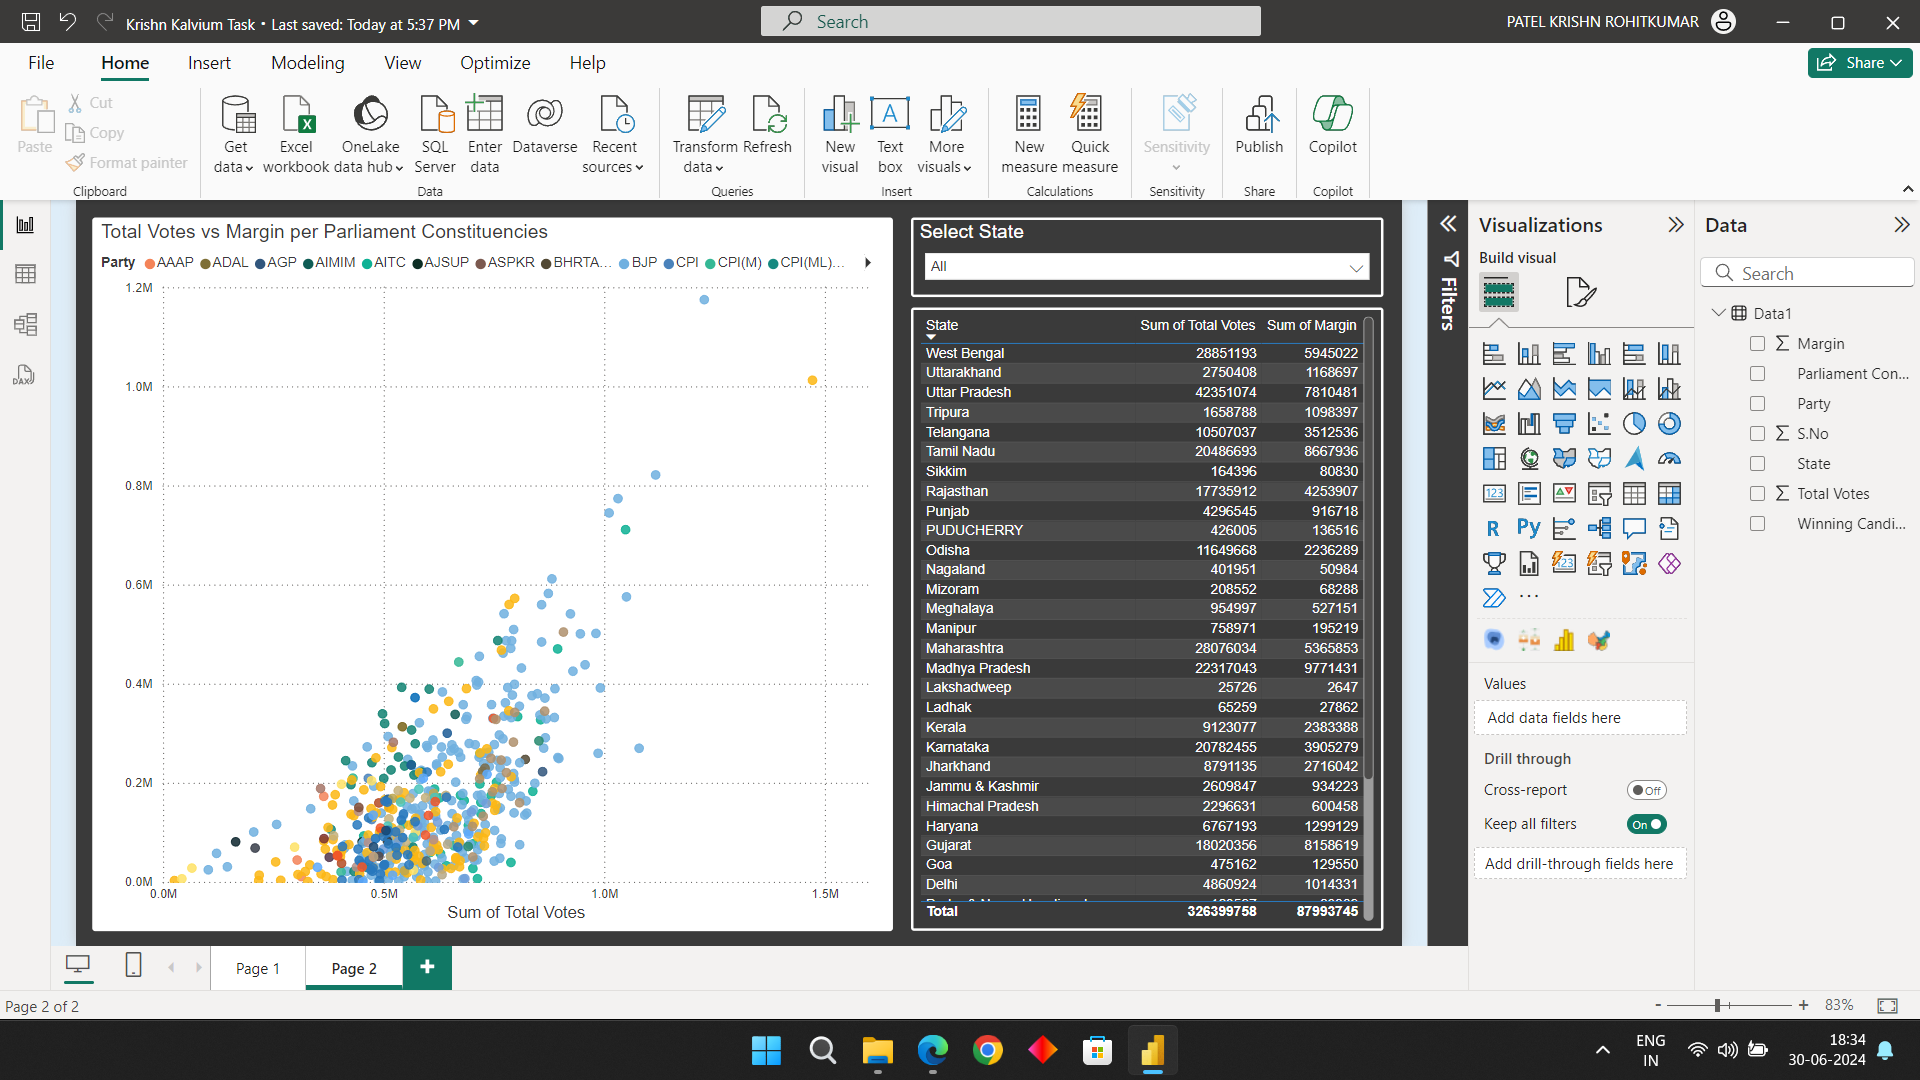 Krishn Kalvium Task • Last saved: Today at 5:37 PM
Search
PATEL KRISHN ROHITKUMAR
File
Home
Insert
Modeling
View
Optimize
Help
Share
Paste
Cut
Copy
Format painter
Clipboard
Get data
Excel workbook
OneLake data hub
SQL Server
Enter data
Dataverse
Recent sources
Data
Transform data
Refresh
Queries
New visual
Text box
More visuals
Insert
New measure
Quick measure
Calculations
Sensitivity
Sensitivity
Publish
Share
Copilot
Copilot
Total Votes vs Margin per Parliament Constituencies
Party AAAP ADAL AGP AIMIM AITC AJSUP ASPKR BHRTA... BJP CPI CPI(M) CPI(ML)...
1.2M
1.0M
0.8M
0.6M
0.4M
0.2M
0.0M
0.0M 0.5M 1.0M 1.5M
Sum of Total Votes
Select State
All
State Sum of Total Votes Sum of Margin
West Bengal 28851193 5945022
Uttarakhand 2750408 1168697
Uttar Pradesh 42351074 7810481
Tripura 1658788 1098397
Telangana 10507037 3512536
Tamil Nadu 20486693 8667936
Sikkim 164396 80830
Rajasthan 17735912 4253907
Punjab 4296545 916718
PUDUCHERRY 426005 136516
Odisha 11649668 2236289
Nagaland 401951 50984
Mizoram 208552 68288
Meghalaya 954997 527151
Manipur 758971 195219
Maharashtra 28076034 5365853
Madhya Pradesh 22317043 9771431
Lakshadweep 25726 2647
Ladhak 65259 27862
Kerala 9123077 2383388
Karnataka 20782455 3905279
Jharkhand 8791135 2716042
Jammu & Kashmir 2609847 934223
Himachal Pradesh 2296631 600458
Haryana 6767193 1299129
Gujarat 18020356 8158619
Goa 475162 129550
Delhi 4860924 1014331
Total 326399758 87993745
Filters
Visualizations
Build visual
123
R
Py
123
...
Values
Add data fields here
Drill through
Cross-report Off
Keep all filters On
Add drill-through fields here
Data
Search
Data1
Margin
Parliament Con...
Party
S.No
State
Total Votes
Winning Candi...
DAX
Page 1
Page 2
Page 2 of 2
- + 83%
ENG
IN
18:34
30-06-2024